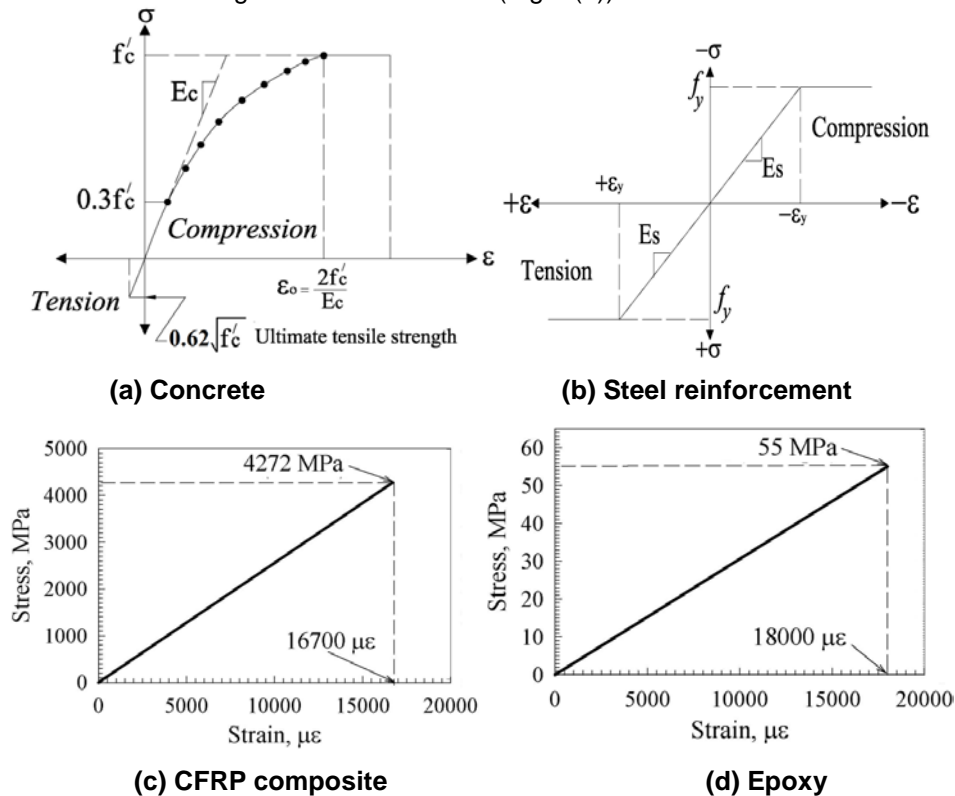 σ
f′c
Ec
0.3f′c
Compression
ε
Tension
εo = 2f′c / Ec
0.62√f′c Ultimate tensile strength
(a) Concrete
−σ
fy
Compression
Es
+εy
+ε
−ε
−εy
Es
Tension
fy
+σ
(b) Steel reinforcement
5000
4272 MPa
4000
3000
2000
1000
0
Stress, MPa
16700 με
0 5000 10000 15000 20000
Strain, με
(c) CFRP composite
60
55 MPa
50
40
30
20
10
0
Stress, MPa
18000 με
0 5000 10000 15000 20000
Strain, με
(d) Epoxy